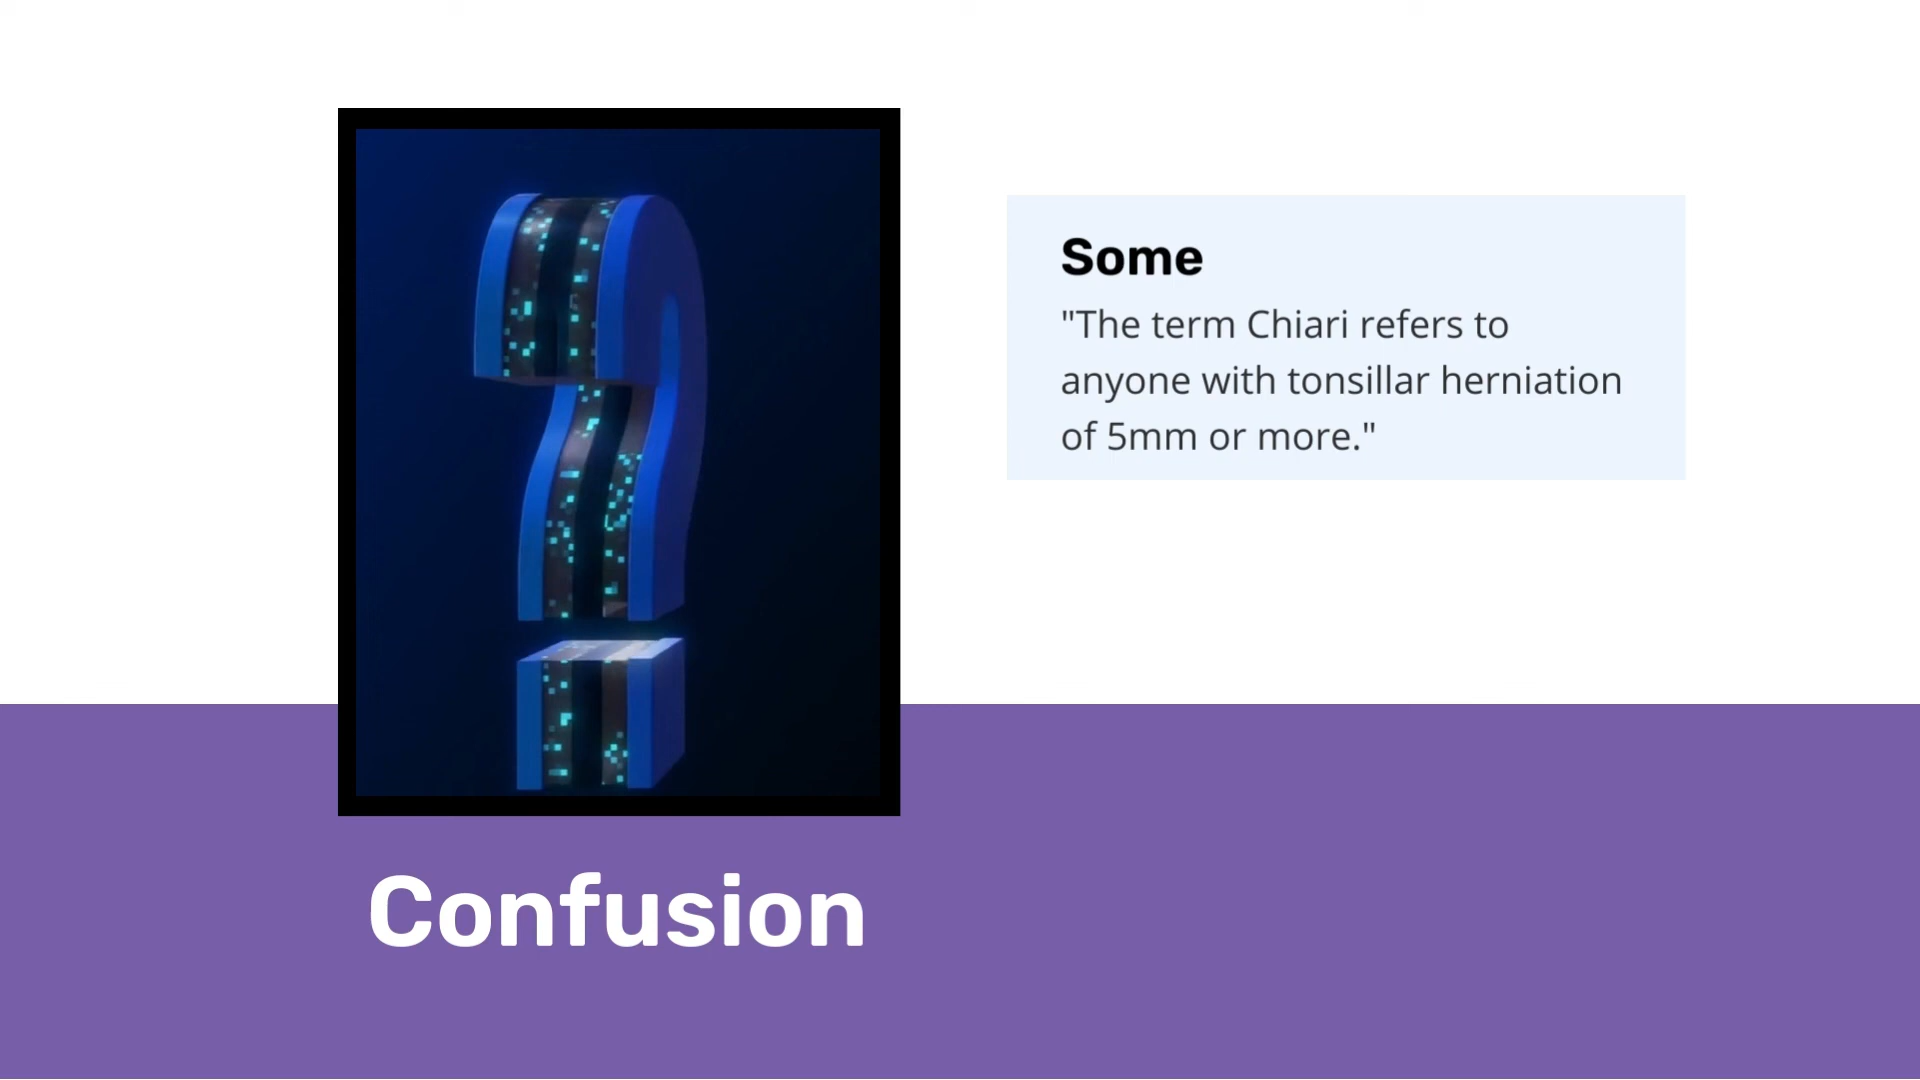 Some
"The term Chiari refers to
anyone with tonsillar herniation
of 5mm or more."
Confusion